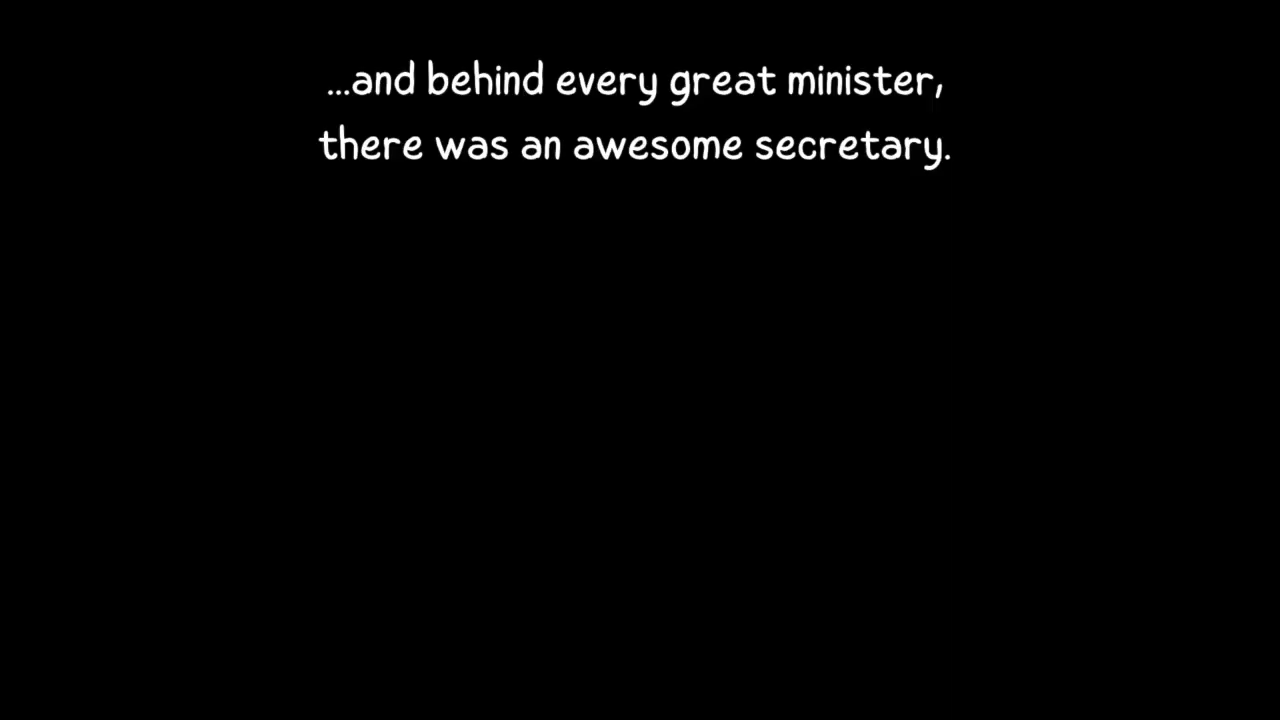 ...and behind every great minister,
there was an awesome secretary.